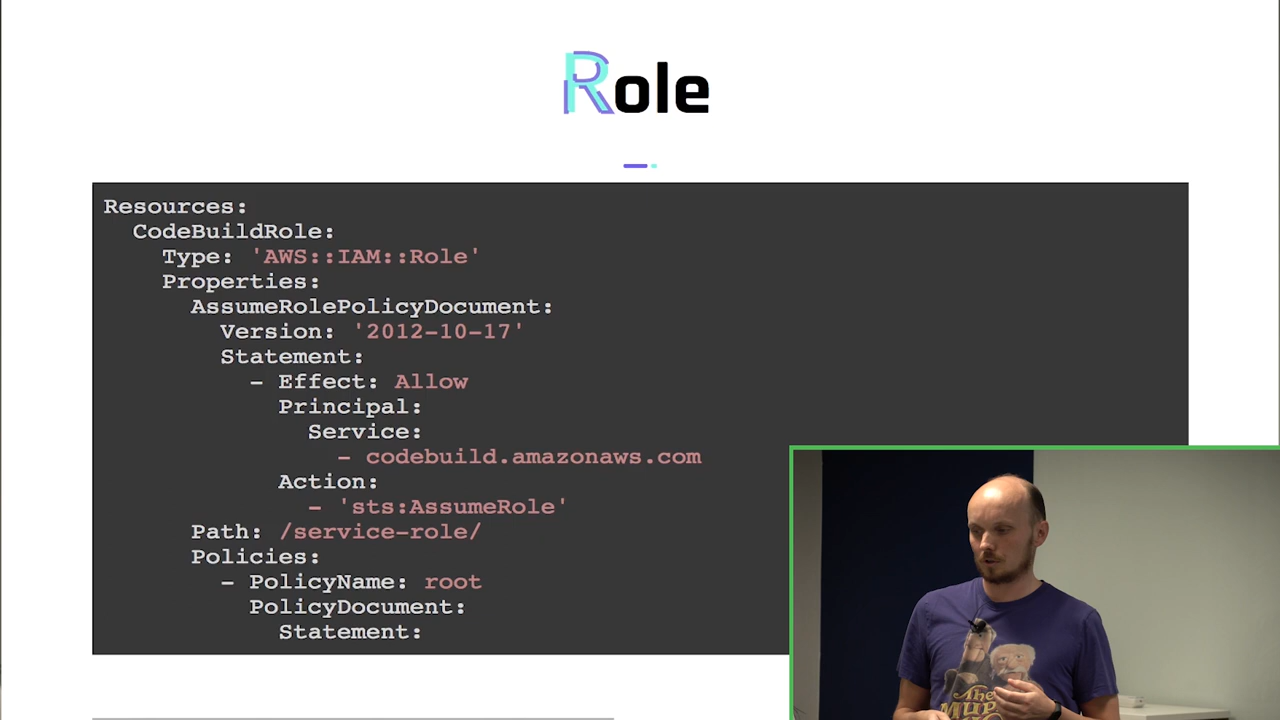 Role
Resources:
CodeBuildRole:
Type: 'AWS::IAM::Role'
Properties:
AssumeRolePolicyDocument:
Version: '2012-10-17'
Statement:
- Effect: Allow
Principal:
Service:
- codebuild.amazonaws.com
Action:
- 'sts:AssumeRole'
Path: /service-role/
Policies:
- PolicyName: root
PolicyDocument:
Statement:
The